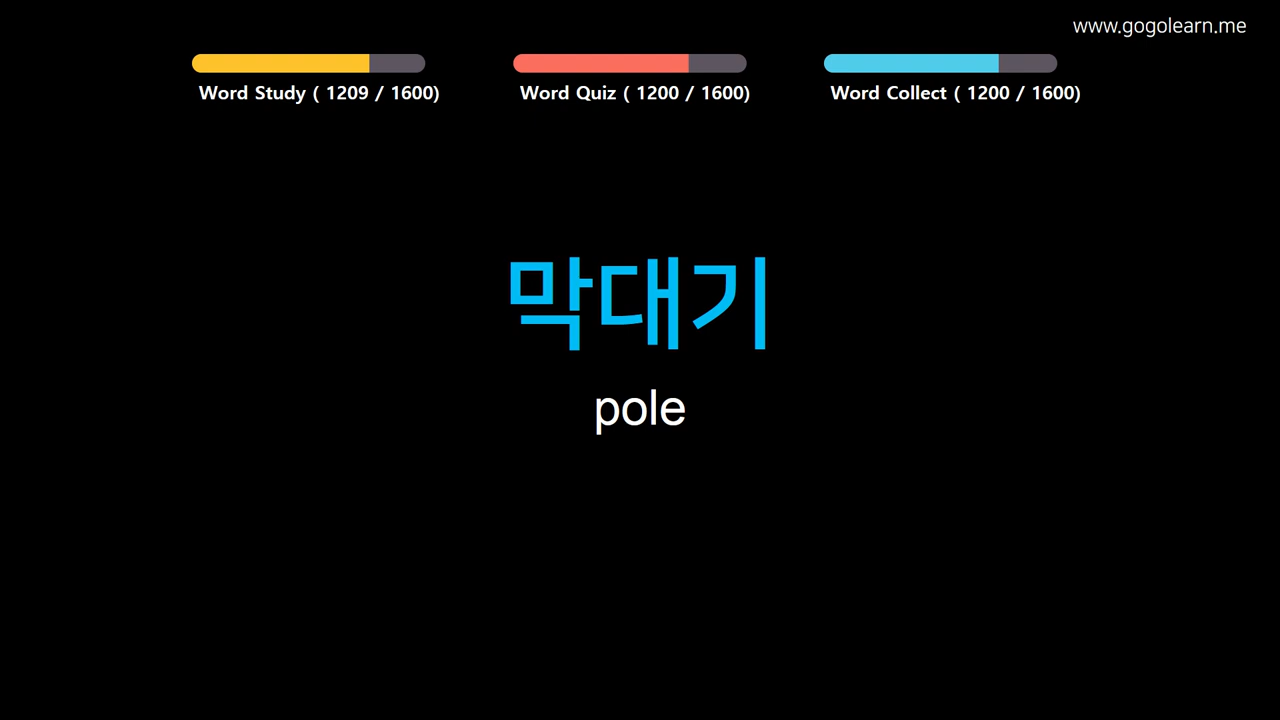 www.gogolearn.me
Word Study ( 1209 / 1600)
Word Quiz ( 1200 / 1600)
Word Collect ( 1200 / 1600)
막대기
pole